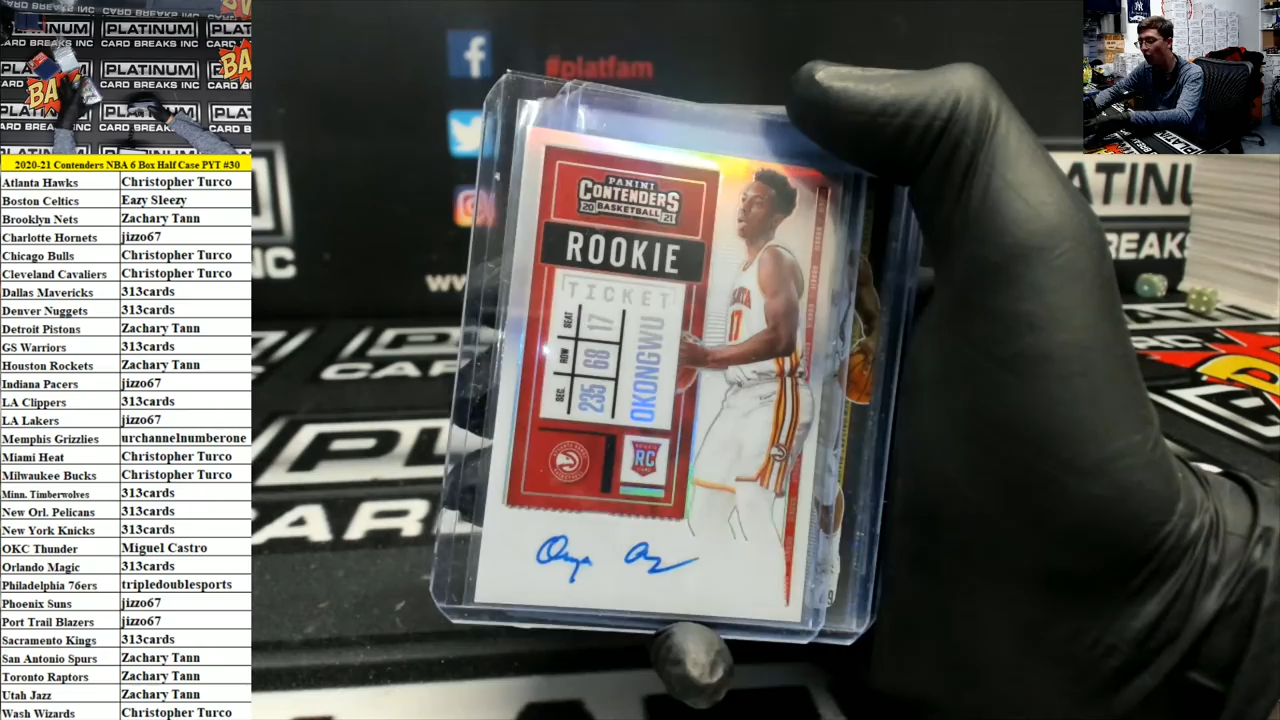 PLATINUM
CARD BREAKS INC
#platfam
2020-21 Contenders NBA 6 Box Half Case PYT #30
Atlanta Hawks Christopher Turco
Boston Celtics Eazy Sleezy
Brooklyn Nets Zachary Tann
Charlotte Hornets jizzo67
Chicago Bulls Christopher Turco
Cleveland Cavaliers Christopher Turco
Dallas Mavericks 313cards
Denver Nuggets 313cards
Detroit Pistons Zachary Tann
GS Warriors 313cards
Houston Rockets Zachary Tann
Indiana Pacers jizzo67
LA Clippers 313cards
LA Lakers jizzo67
Memphis Grizzlies urchannelnumberone
Miami Heat Christopher Turco
Milwaukee Bucks Christopher Turco
Minn. Timberwolves 313cards
New Orl. Pelicans 313cards
New York Knicks 313cards
OKC Thunder Miguel Castro
Orlando Magic 313cards
Philadelphia 76ers tripledoublesports
Phoenix Suns jizzo67
Port Trail Blazers jizzo67
Sacramento Kings 313cards
San Antonio Spurs Zachary Tann
Toronto Raptors Zachary Tann
Utah Jazz Zachary Tann
Wash Wizards Christopher Turco
PANINI
CONTENDERS
20 BASKETBALL 21
ROOKIE
TICKET
SEC. 235
ROW 68
SEAT 17
OKONGWU
RC